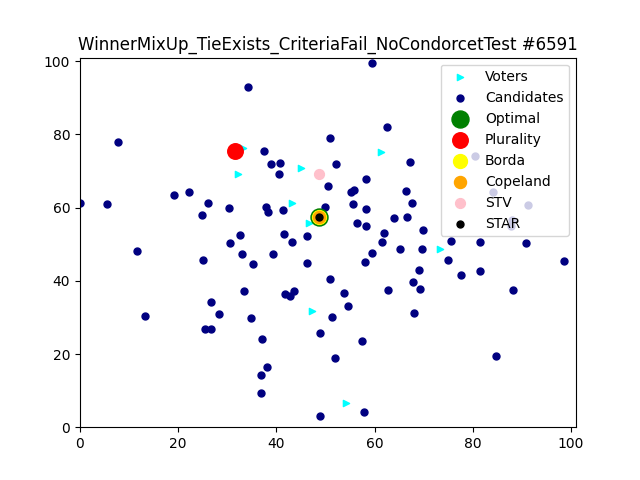 WinnerMixUp_TieExists_CriteriaFail_NoCondorcetTest #6591
100
80
60
40
20
0
0
20
40
60
80
100
Voters
Candidates
Optimal
Plurality
Borda
Copeland
STV
STAR